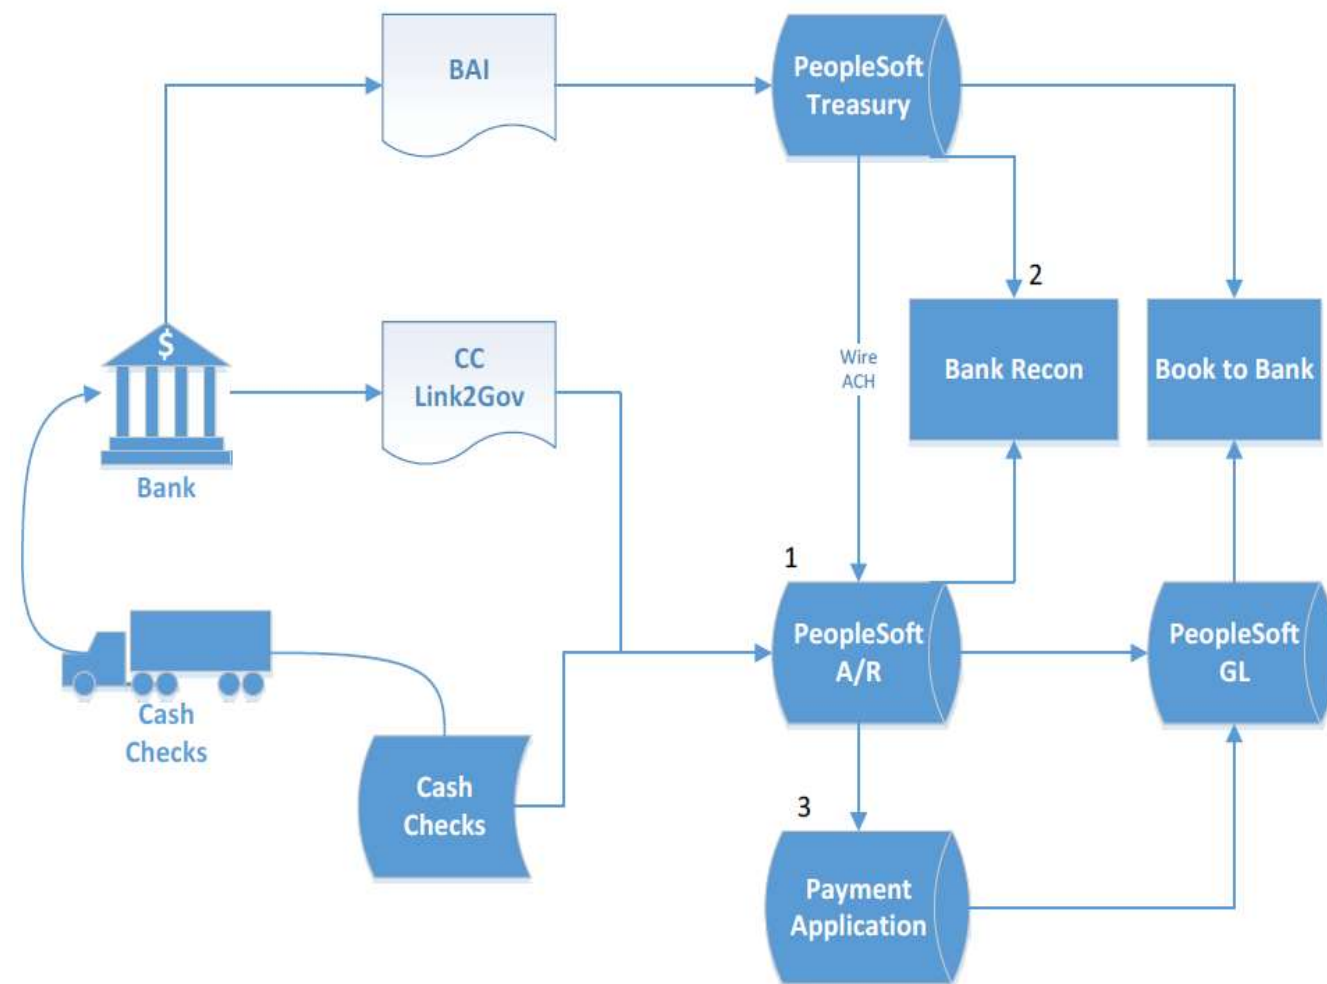 BAI
PeopleSoft
Treasury
2
$
CC
Link2Gov
Wire
ACH
Bank Recon
Book to Bank
Bank
1
PeopleSoft
A/R
PeopleSoft
GL
Cash
Checks
Cash
Checks
3
Payment
Application